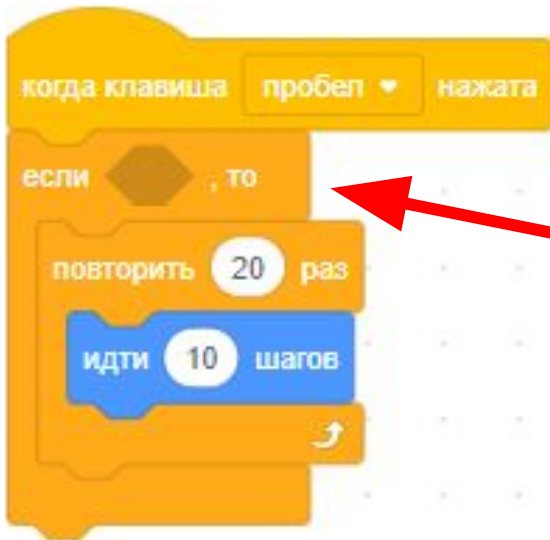 когда клавиша пробел нажата
если , то
повторить 20 раз
идти 10 шагов